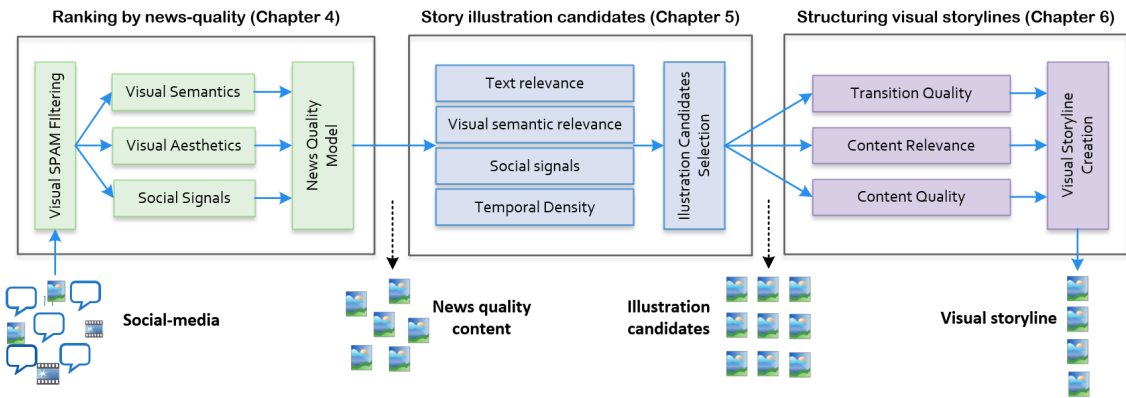 Ranking by news-quality (Chapter 4)
Story illustration candidates (Chapter 5)
Structuring visual storylines (Chapter 6)
Visual SPAM Filtering
Visual Semantics
Visual Aesthetics
Social Signals
News Quality
Model
Text relevance
Visual semantic relevance
Social signals
Temporal Density
Illustration Candidates
Selection
Transition Quality
Content Relevance
Content Quality
Visual Storyline
Creation
Social-media
News quality
content
Illustration
candidates
Visual storyline